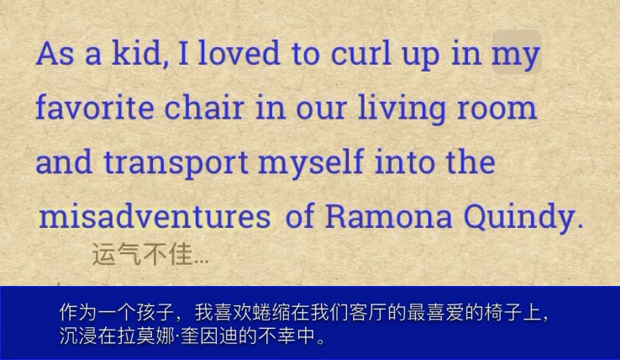 As a kid, I loved to curl up in my
favorite chair in our living room
and transport myself into the
misadventures of Ramona Quindy.
运气不佳...
作为一个孩子，我喜欢蜷缩在我们客厅的最喜爱的椅子上，
沉浸在拉莫娜·奎因迪的不幸中。